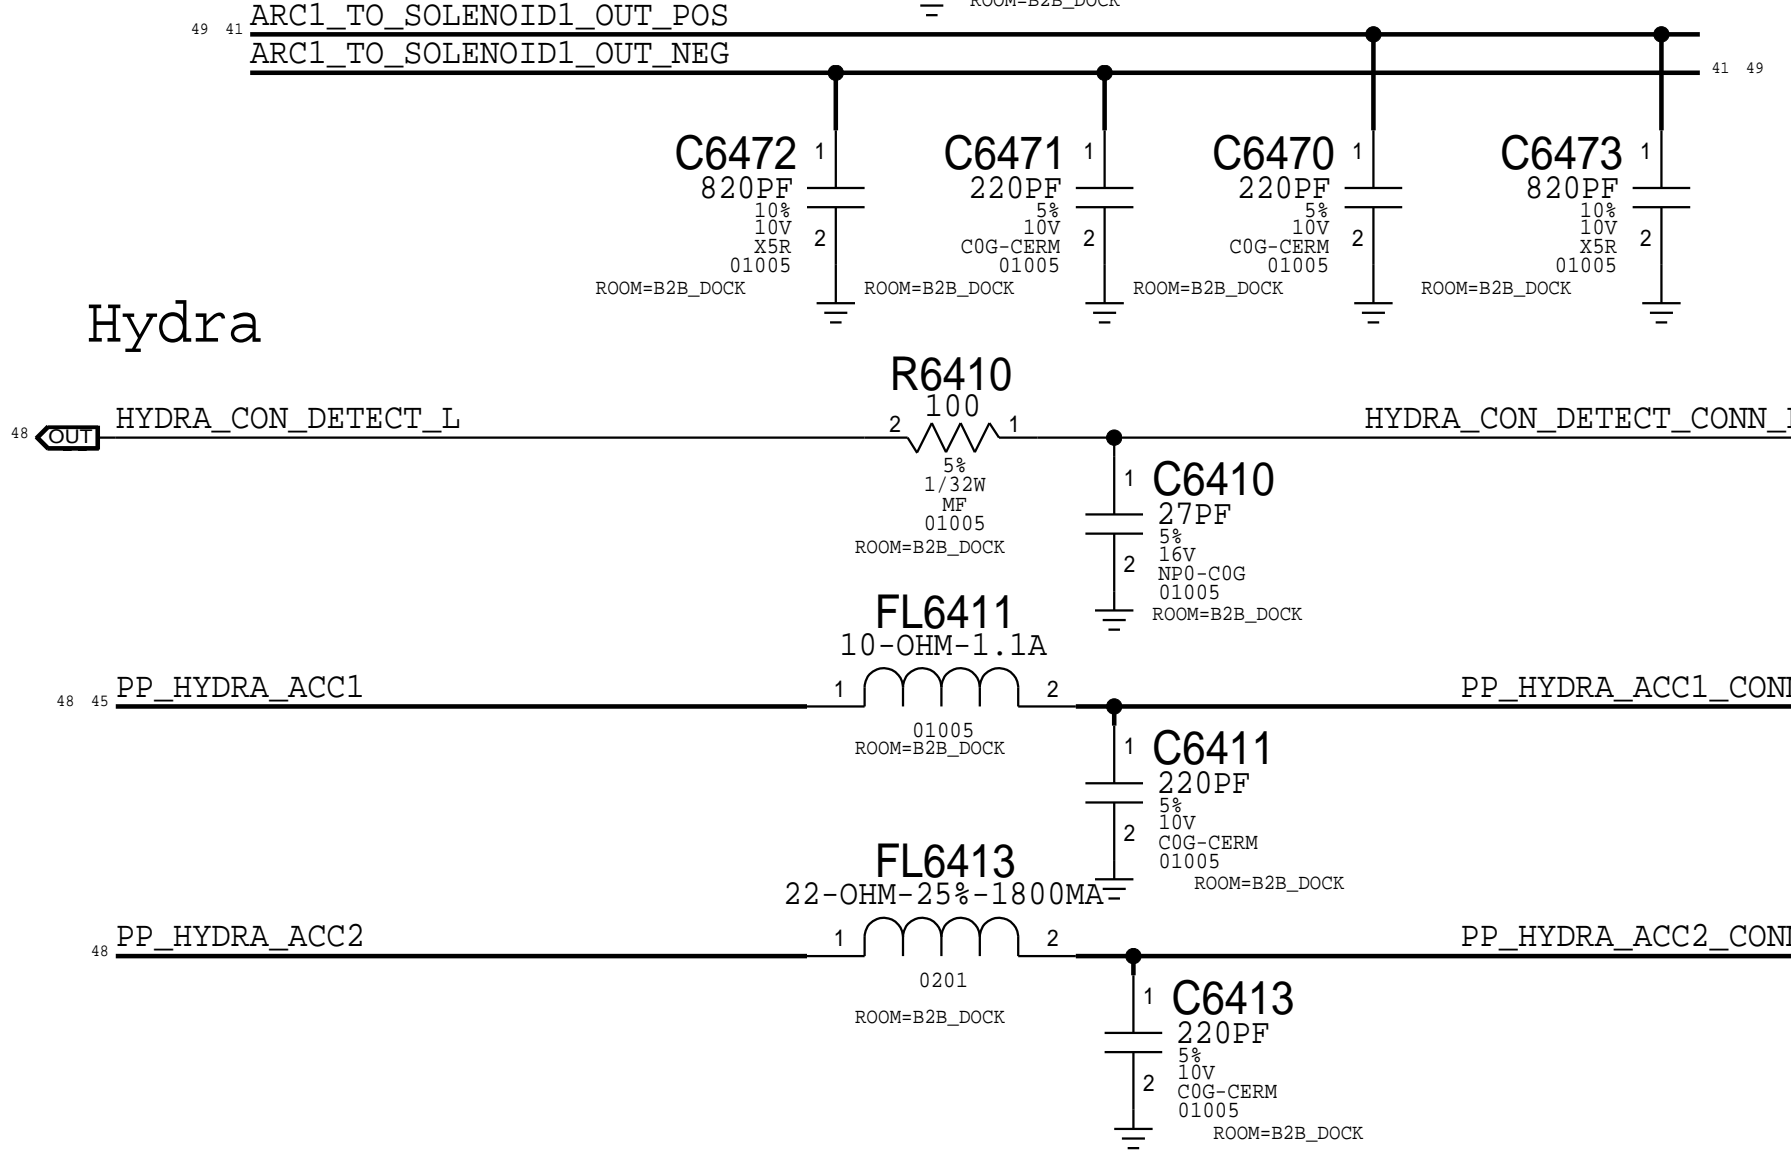 ROOM=B2B_DOCK
49 41 ARC1_TO_SOLENOID1_OUT_POS
ARC1_TO_SOLENOID1_OUT_NEG
41 49
C6472 1
820PF
10%
10V
X5R
2
01005
ROOM=B2B_DOCK
C6471 1
220PF
5%
10V
C0G-CERM
2
01005
ROOM=B2B_DOCK
C6470 1
220PF
5%
10V
C0G-CERM
2
01005
ROOM=B2B_DOCK
C6473 1
820PF
10%
10V
X5R
2
01005
ROOM=B2B_DOCK
Hydra
R6410
100
48 OUT HYDRA_CON_DETECT_L
2 1
HYDRA_CON_DETECT_CONN_
5%
1/32W
MF
01005
ROOM=B2B_DOCK
1 C6410
27PF
5%
16V
2 NP0-C0G
01005
ROOM=B2B_DOCK
FL6411
10-OHM-1.1A
48 45 PP_HYDRA_ACC1
1 2
PP_HYDRA_ACC1_CON
01005
ROOM=B2B_DOCK
1 C6411
220PF
5%
10V
2 C0G-CERM
01005
ROOM=B2B_DOCK
FL6413
22-OHM-25%-1800MA
48 PP_HYDRA_ACC2
1 2
PP_HYDRA_ACC2_CON
0201
ROOM=B2B_DOCK
1 C6413
220PF
5%
10V
2 C0G-CERM
01005
ROOM=B2B_DOCK